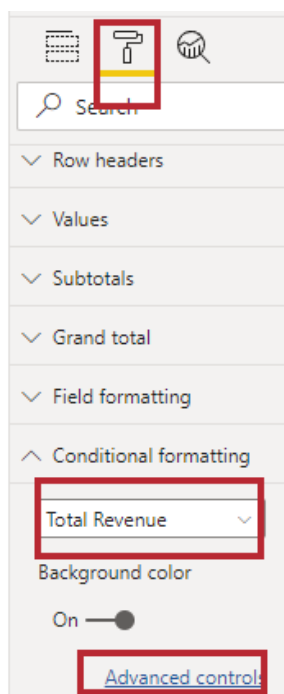 Search
Row headers
Values
Subtotals
Grand total
Field formatting
Conditional formatting
Total Revenue
Background color
On
Advanced controls